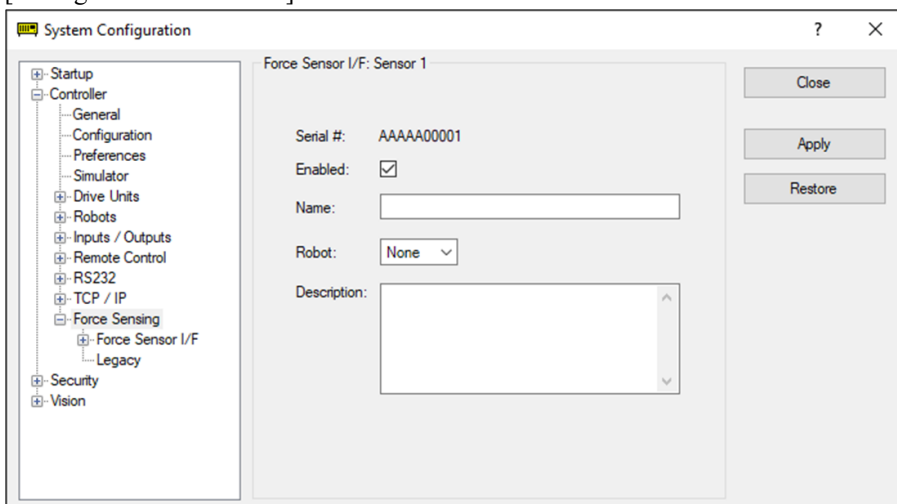 System Configuration
?
Startup
Controller
General
Configuration
Preferences
Simulator
Drive Units
Robots
Inputs / Outputs
Remote Control
RS232
TCP / IP
Force Sensing
Force Sensor I/F
Legacy
Security
Vision
Force Sensor I/F: Sensor 1
Serial #: AAAAA00001
Enabled:
Name:
Robot: None
Description:
Close
Apply
Restore